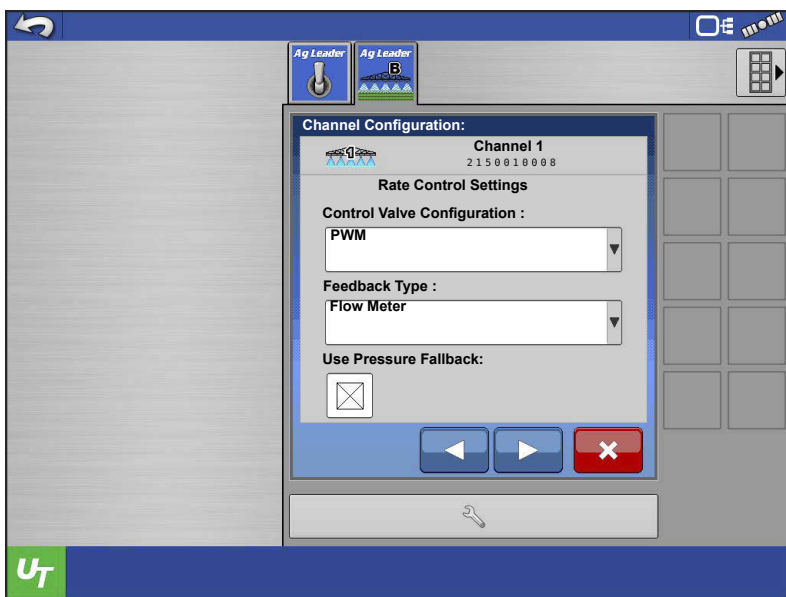 Ag Leader
Ag Leader
B
Channel Configuration:
1
Channel 1
2150010008
Rate Control Settings
Control Valve Configuration :
PWM
Feedback Type :
Flow Meter
Use Pressure Fallback:
UT